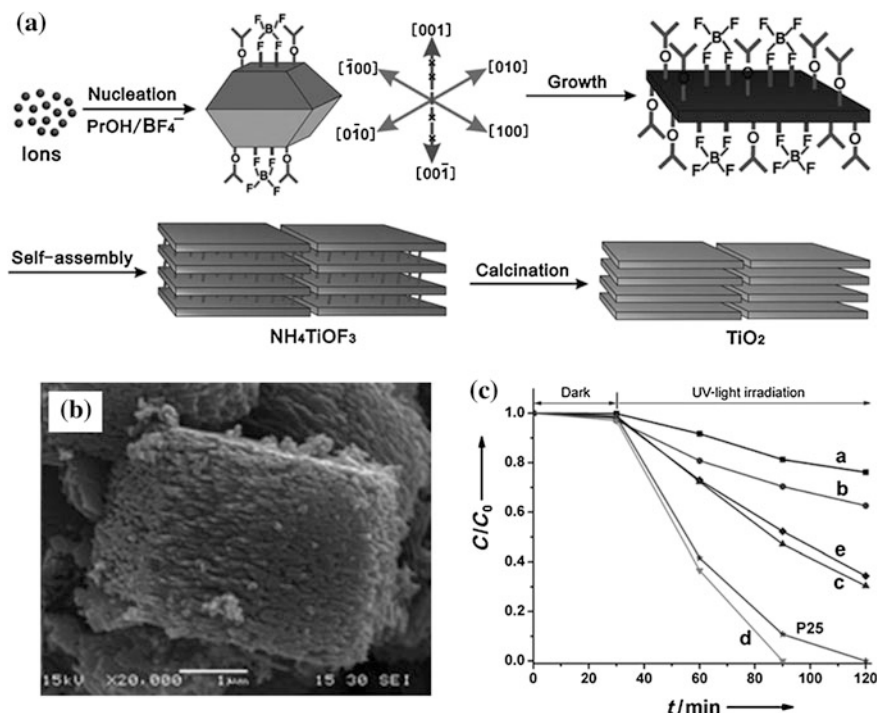 (a)
F F
B
F F
O O
[001]
[1̄00]
[010]
[01̄0]
[100]
[001̄]
Ions
Nucleation
PrOH/BF₄⁻
O O
F F
B
F F
Growth
F F F F
B B
F F F F
O O O O O O
O O O O O
F F F F
B B
F F F F
Self-assembly
NH₄TiOF₃
Calcination
TiO₂
(b)
15kV ×20,000 1μm 15 30 SEI
(c)
Dark
UV-light irradiation
C/C₀
1.0
0.8
0.6
0.4
0.2
0.0
a
b
e
c
P25
d
0 20 40 60 80 100 120
t/min